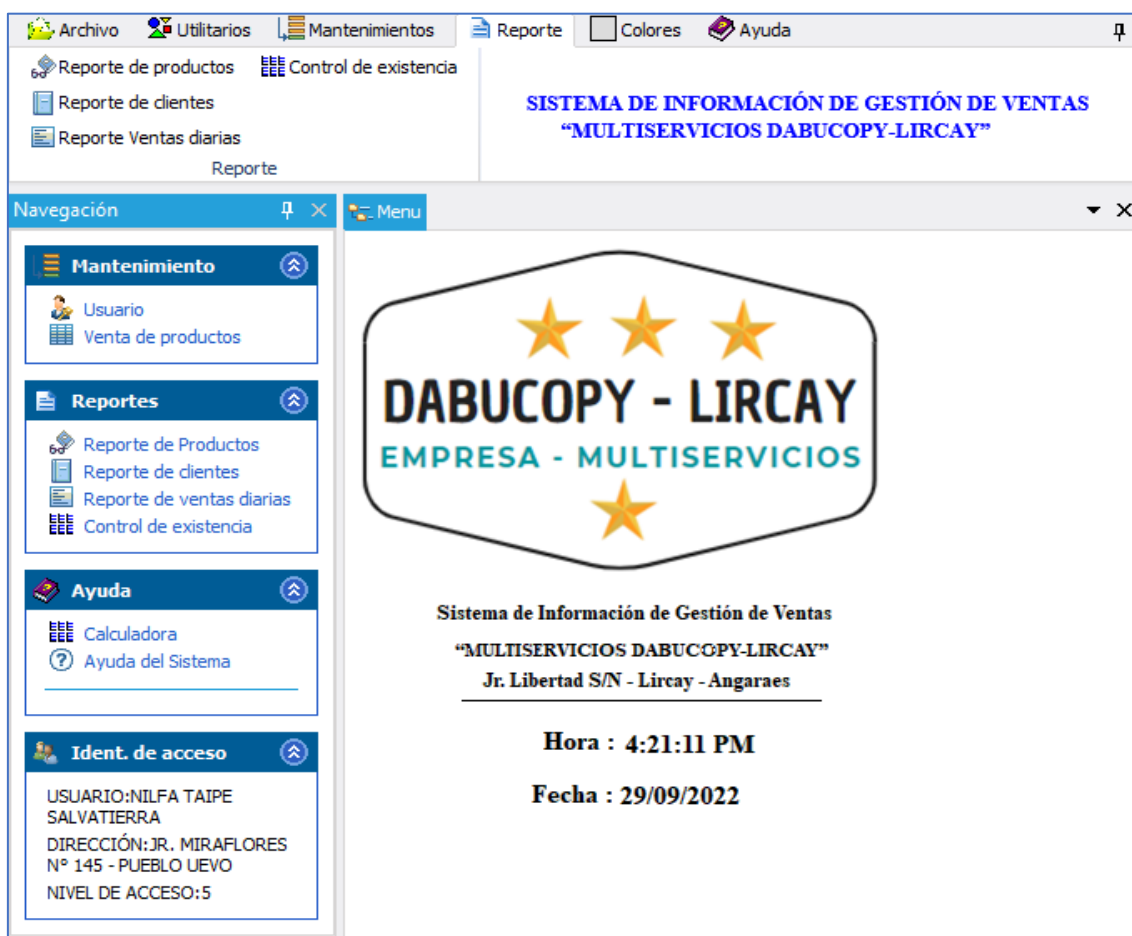 Archivo Utilitarios Mantenimientos Reporte Colores Ayuda
Reporte de productos Control de existencia
Reporte de clientes
Reporte Ventas diarias
Reporte
SISTEMA DE INFORMACIÓN DE GESTIÓN DE VENTAS
“MULTISERVICIOS DABUCOPY-LIRCAY”
Navegación
Mantenimiento
Usuario
Venta de productos
Reportes
Reporte de Productos
Reporte de clientes
Reporte de ventas diarias
Control de existencia
Ayuda
Calculadora
Ayuda del Sistema
Ident. de acceso
USUARIO:NILFA TAIPE
SALVATIERRA
DIRECCIÓN:JR. MIRAFLORES
N° 145 - PUEBLO UEVO
NIVEL DE ACCESO:5
Menu
DABUCOPY - LIRCAY
EMPRESA - MULTISERVICIOS
Sistema de Información de Gestión de Ventas
“MULTISERVICIOS DABUCOPY-LIRCAY”
Jr. Libertad S/N - Lircay - Angaraes
Hora : 4:21:11 PM
Fecha : 29/09/2022